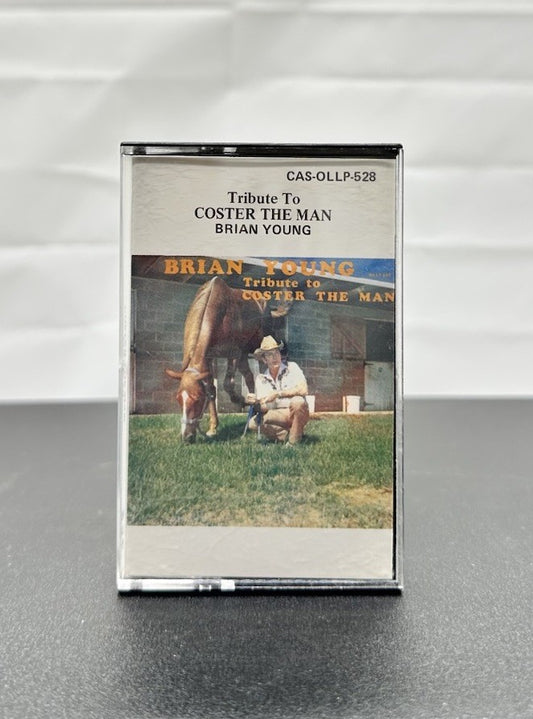 CAS-OLLP-528
Tribute To
COSTER THE MAN
BRIAN YOUNG
BRIAN YOUNG
Tribute to
COSTER THE MAN